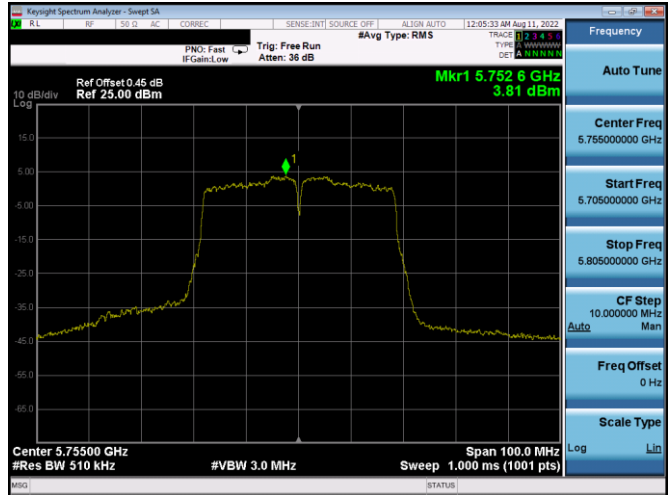 Keysight Spectrum Analyzer - Swept SA
LXI RL RF 50 Ω AC CORREC SENSE:INT SOURCE OFF ALIGN AUTO 12:05:33 AM Aug 11, 2022
#Avg Type: RMS
TRACE 1 2 3 4 5 6
PNO: Fast Trig: Free Run TYPE A WWWWW
IFGain:Low Atten: 36 dB DET A N N N N N
Ref Offset 0.45 dB
10 dB/div Ref 25.00 dBm
Log
Mkr1 5.752 6 GHz
3.81 dBm
15.0
1
5.00
-5.00
-15.0
-25.0
-35.0
-45.0
-55.0
-65.0
Center 5.75500 GHz Span 100.0 MHz
#Res BW 510 kHz #VBW 3.0 MHz Sweep 1.000 ms (1001 pts)
MSG STATUS
Frequency
Auto Tune
Center Freq
5.755000000 GHz
Start Freq
5.705000000 GHz
Stop Freq
5.805000000 GHz
CF Step
10.000000 MHz
Auto Man
Freq Offset
0 Hz
Scale Type
Log Lin